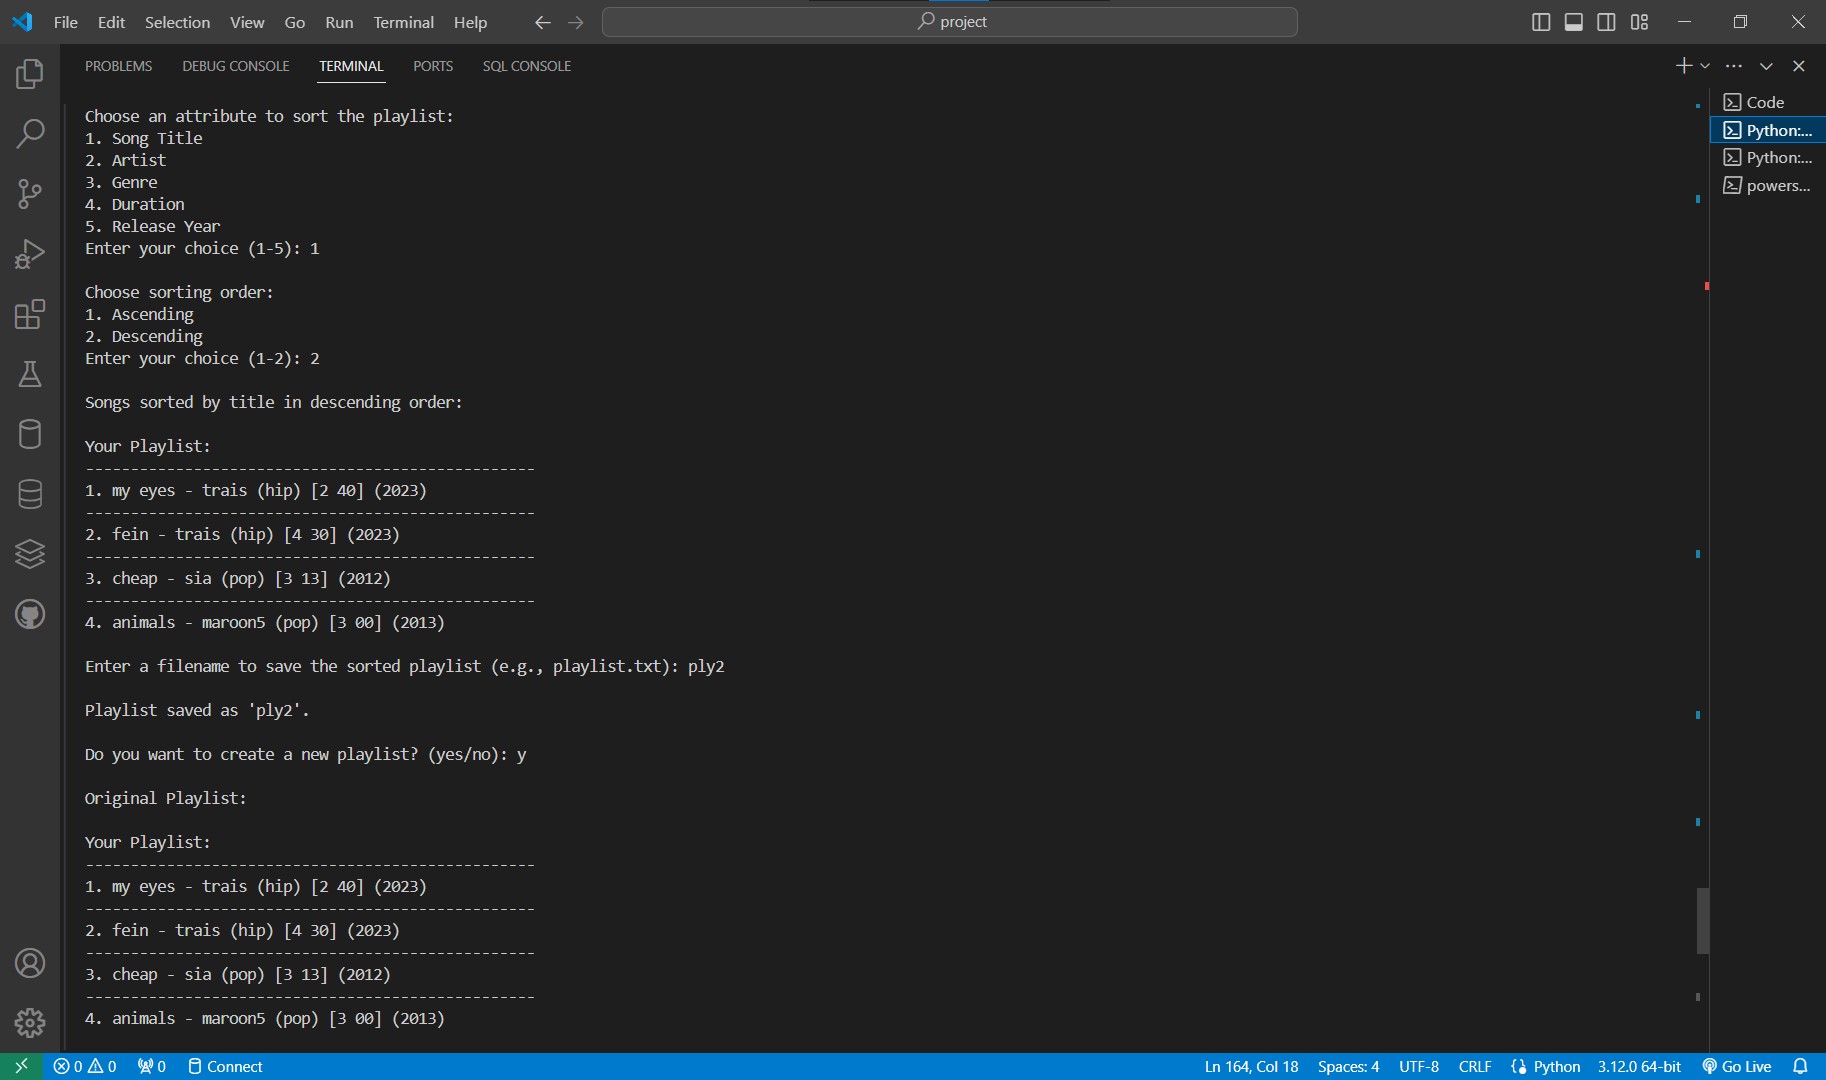 File Edit Selection View Go Run Terminal Help project
PROBLEMS DEBUG CONSOLE TERMINAL PORTS SQL CONSOLE
Choose an attribute to sort the playlist:
1. Song Title
2. Artist
3. Genre
4. Duration
5. Release Year
Enter your choice (1-5): 1
Choose sorting order:
1. Ascending
2. Descending
Enter your choice (1-2): 2
Songs sorted by title in descending order:
Your Playlist:
--------------------------------------------------
1. my eyes - trais (hip) [2 40] (2023)
--------------------------------------------------
2. fein - trais (hip) [4 30] (2023)
--------------------------------------------------
3. cheap - sia (pop) [3 13] (2012)
--------------------------------------------------
4. animals - maroon5 (pop) [3 00] (2013)
Enter a filename to save the sorted playlist (e.g., playlist.txt): ply2
Playlist saved as 'ply2'.
Do you want to create a new playlist? (yes/no): y
Original Playlist:
Your Playlist:
--------------------------------------------------
1. my eyes - trais (hip) [2 40] (2023)
--------------------------------------------------
2. fein - trais (hip) [4 30] (2023)
--------------------------------------------------
3. cheap - sia (pop) [3 13] (2012)
--------------------------------------------------
4. animals - maroon5 (pop) [3 00] (2013)
Code
Python:...
Python:...
powers...
0 0 0 Connect Ln 164, Col 18 Spaces: 4 UTF-8 CRLF Python 3.12.0 64-bit Go Live